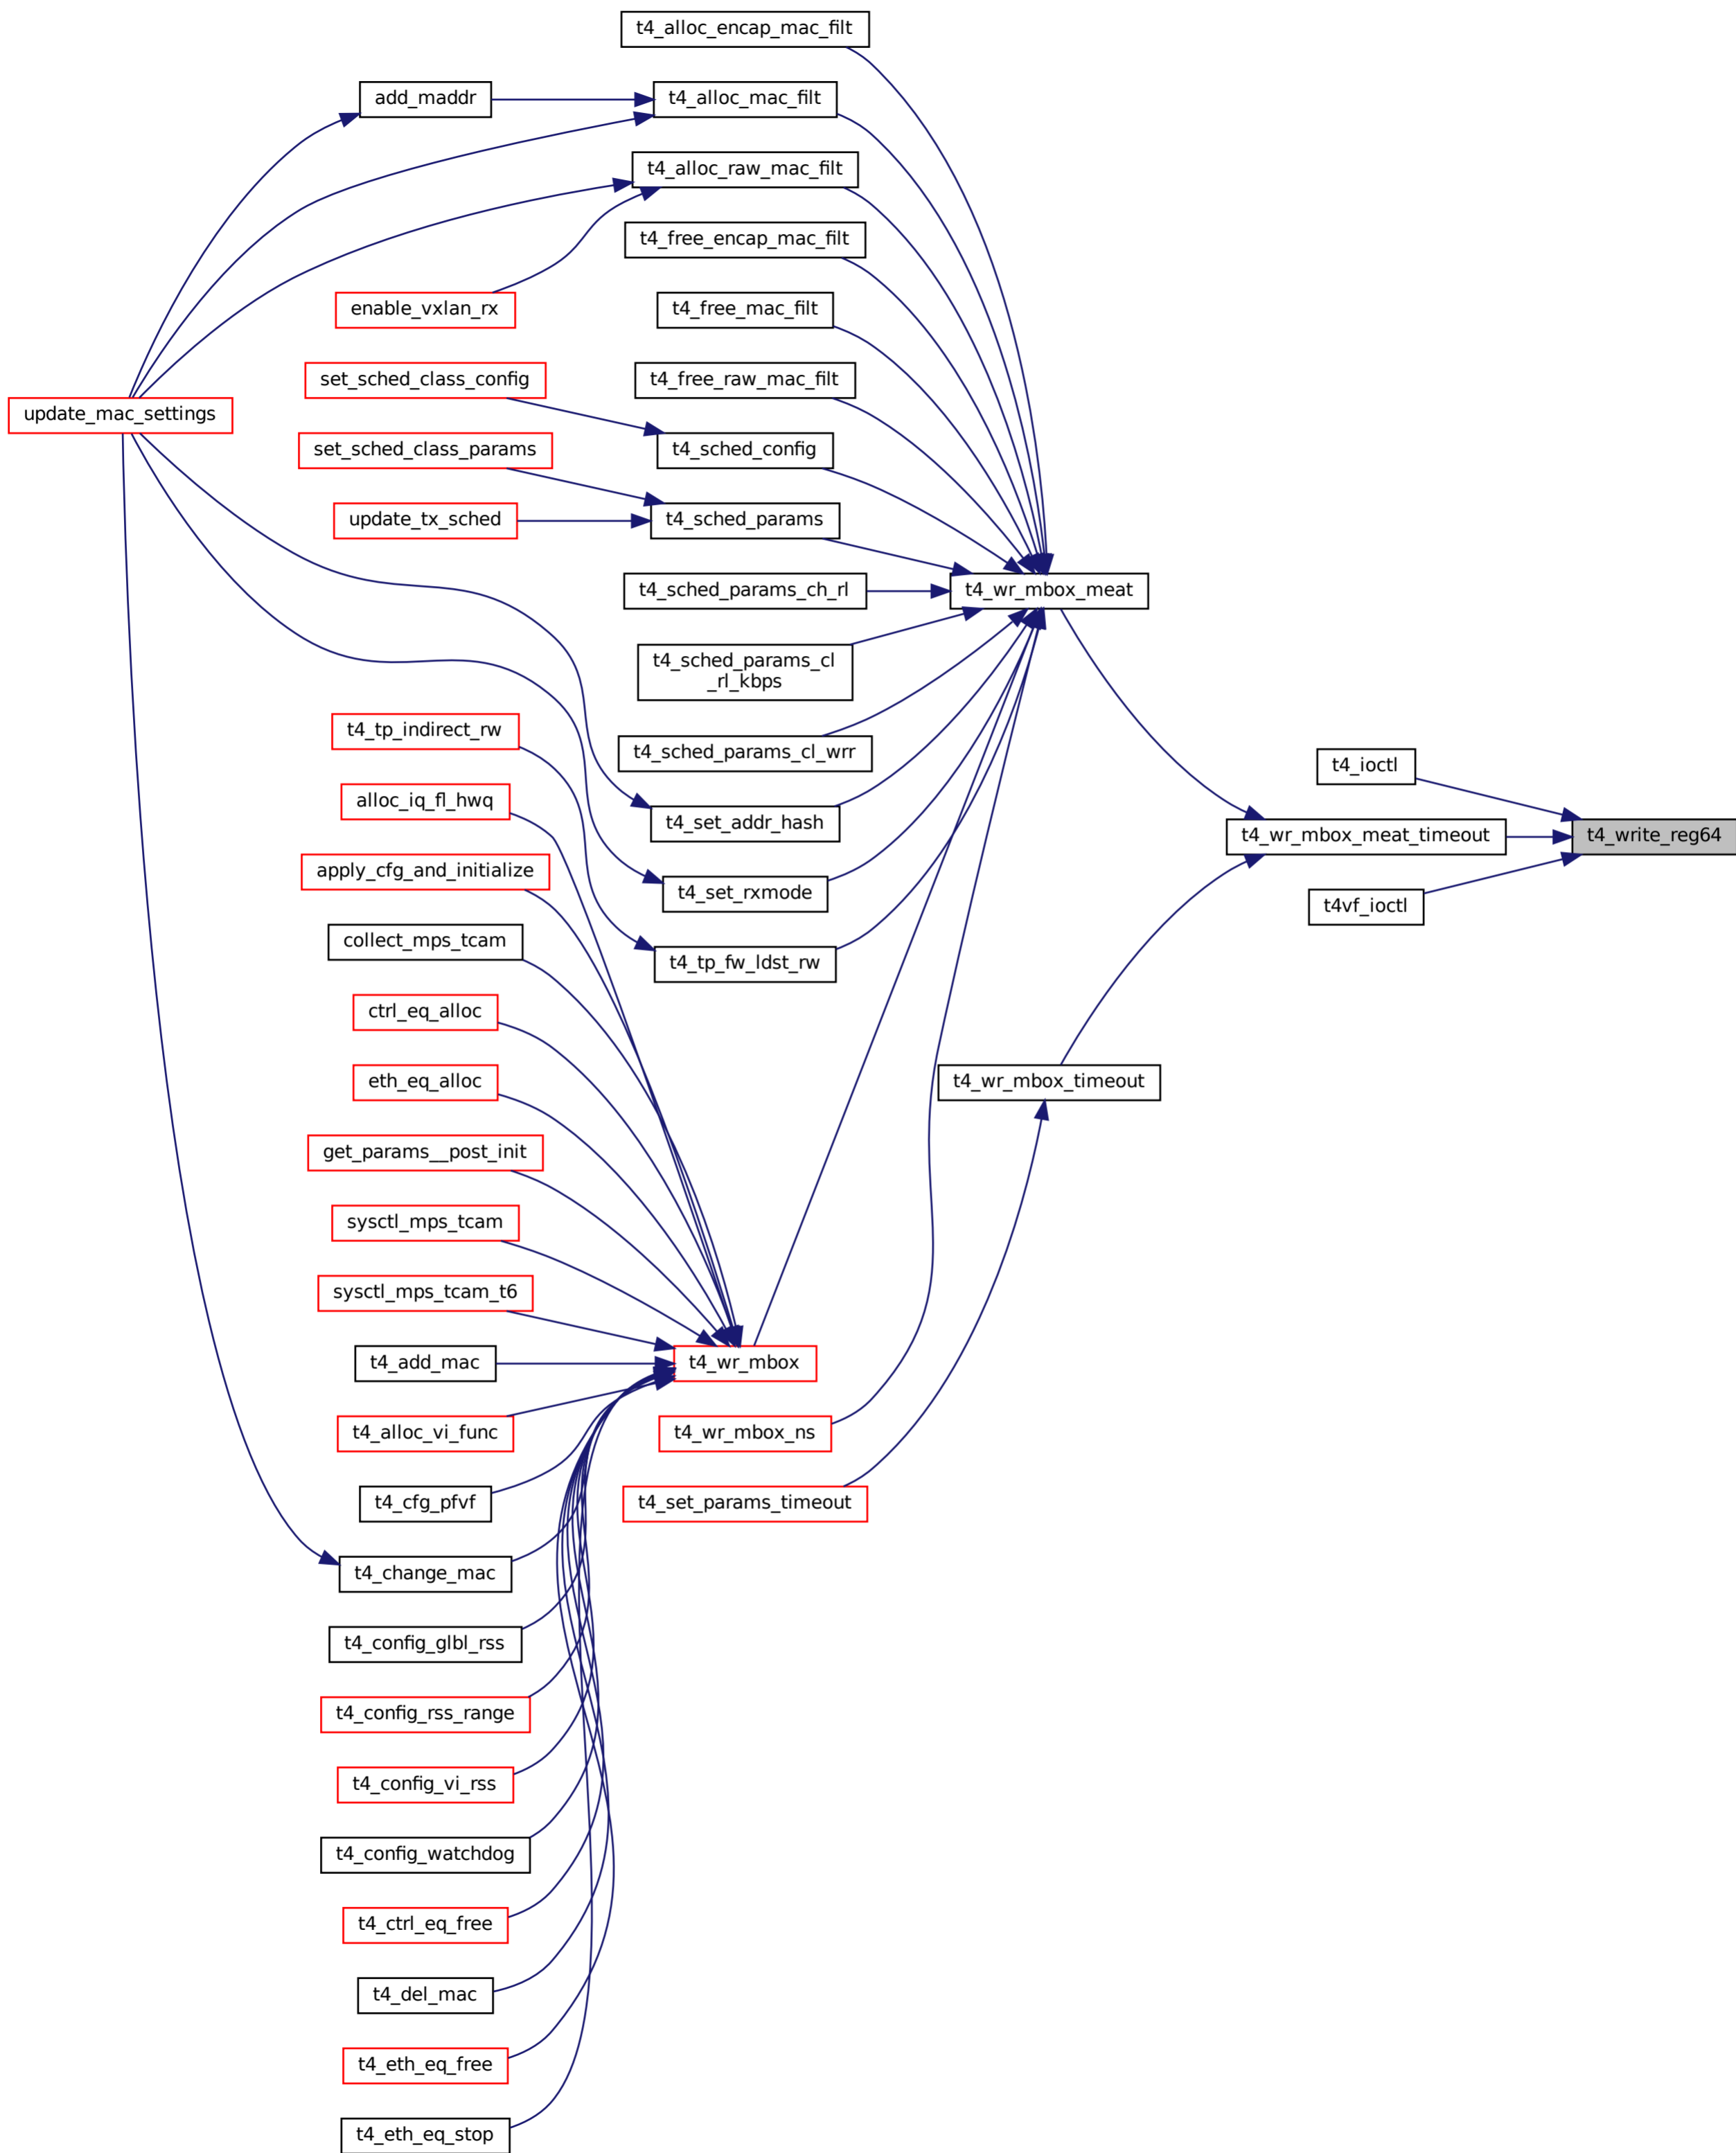 t4_alloc_encap_mac_filt
add_maddr
t4_alloc_mac_filt
t4_alloc_raw_mac_filt
t4_free_encap_mac_filt
enable_vxlan_rx
t4_free_mac_filt
set_sched_class_config
t4_free_raw_mac_filt
update_mac_settings
set_sched_class_params
t4_sched_config
update_tx_sched
t4_sched_params
t4_sched_params_ch_rl
t4_wr_mbox_meat
t4_sched_params_cl
_rl_kbps
t4_tp_indirect_rw
t4_sched_params_cl_wrr
t4_ioctl
alloc_iq_fl_hwq
t4_set_addr_hash
t4_wr_mbox_meat_timeout
t4_write_reg64
apply_cfg_and_initialize
t4_set_rxmode
t4vf_ioctl
collect_mps_tcam
t4_tp_fw_ldst_rw
ctrl_eq_alloc
eth_eq_alloc
t4_wr_mbox_timeout
get_params__post_init
sysctl_mps_tcam
sysctl_mps_tcam_t6
t4_add_mac
t4_wr_mbox
t4_alloc_vi_func
t4_wr_mbox_ns
t4_cfg_pfvf
t4_set_params_timeout
t4_change_mac
t4_config_glbl_rss
t4_config_rss_range
t4_config_vi_rss
t4_config_watchdog
t4_ctrl_eq_free
t4_del_mac
t4_eth_eq_free
t4_eth_eq_stop